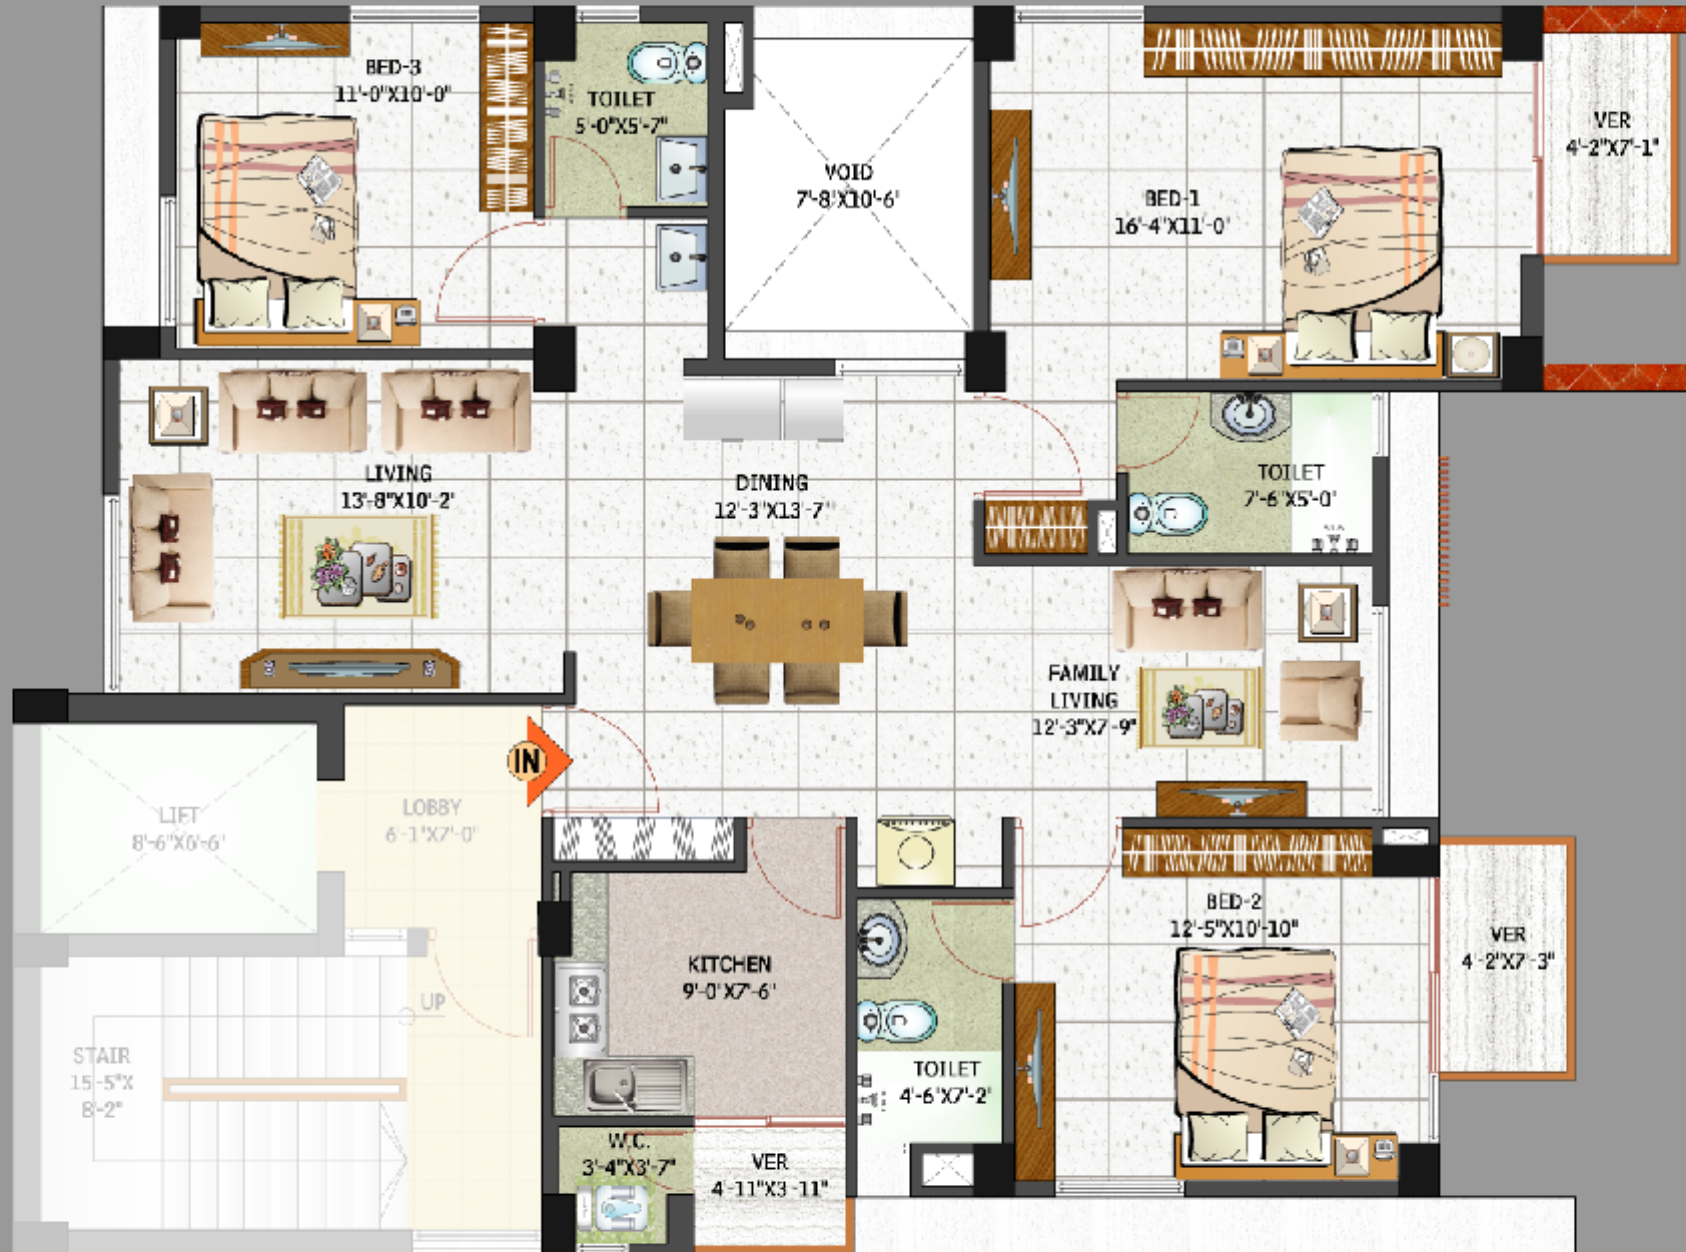 BED-3
11'-0"X10'-0"
TOILET
5'-0"X5'-7"
VOID
7'-8"X10'-6"
BED-1
16'-4"X11'-0"
VER
4'-2"X7'-1"
LIVING
13'-8"X10'-2"
DINING
12'-3"X13'-7"
TOILET
7'-6"X5'-0"
FAMILY
LIVING
12'-3"X7'-9"
IN
LIFT
8'-6"X6'-6"
LOBBY
6'-1"X7'-0"
KITCHEN
9'-0"X7'-6"
BED-2
12'-5"X10'-10"
VER
4'-2"X7'-3"
UP
STAIR
15'-5"X
8'-2"
TOILET
4'-6"X7'-2"
W.C.
3'-4"X3'-7"
VER
4'-11"X3'-11"